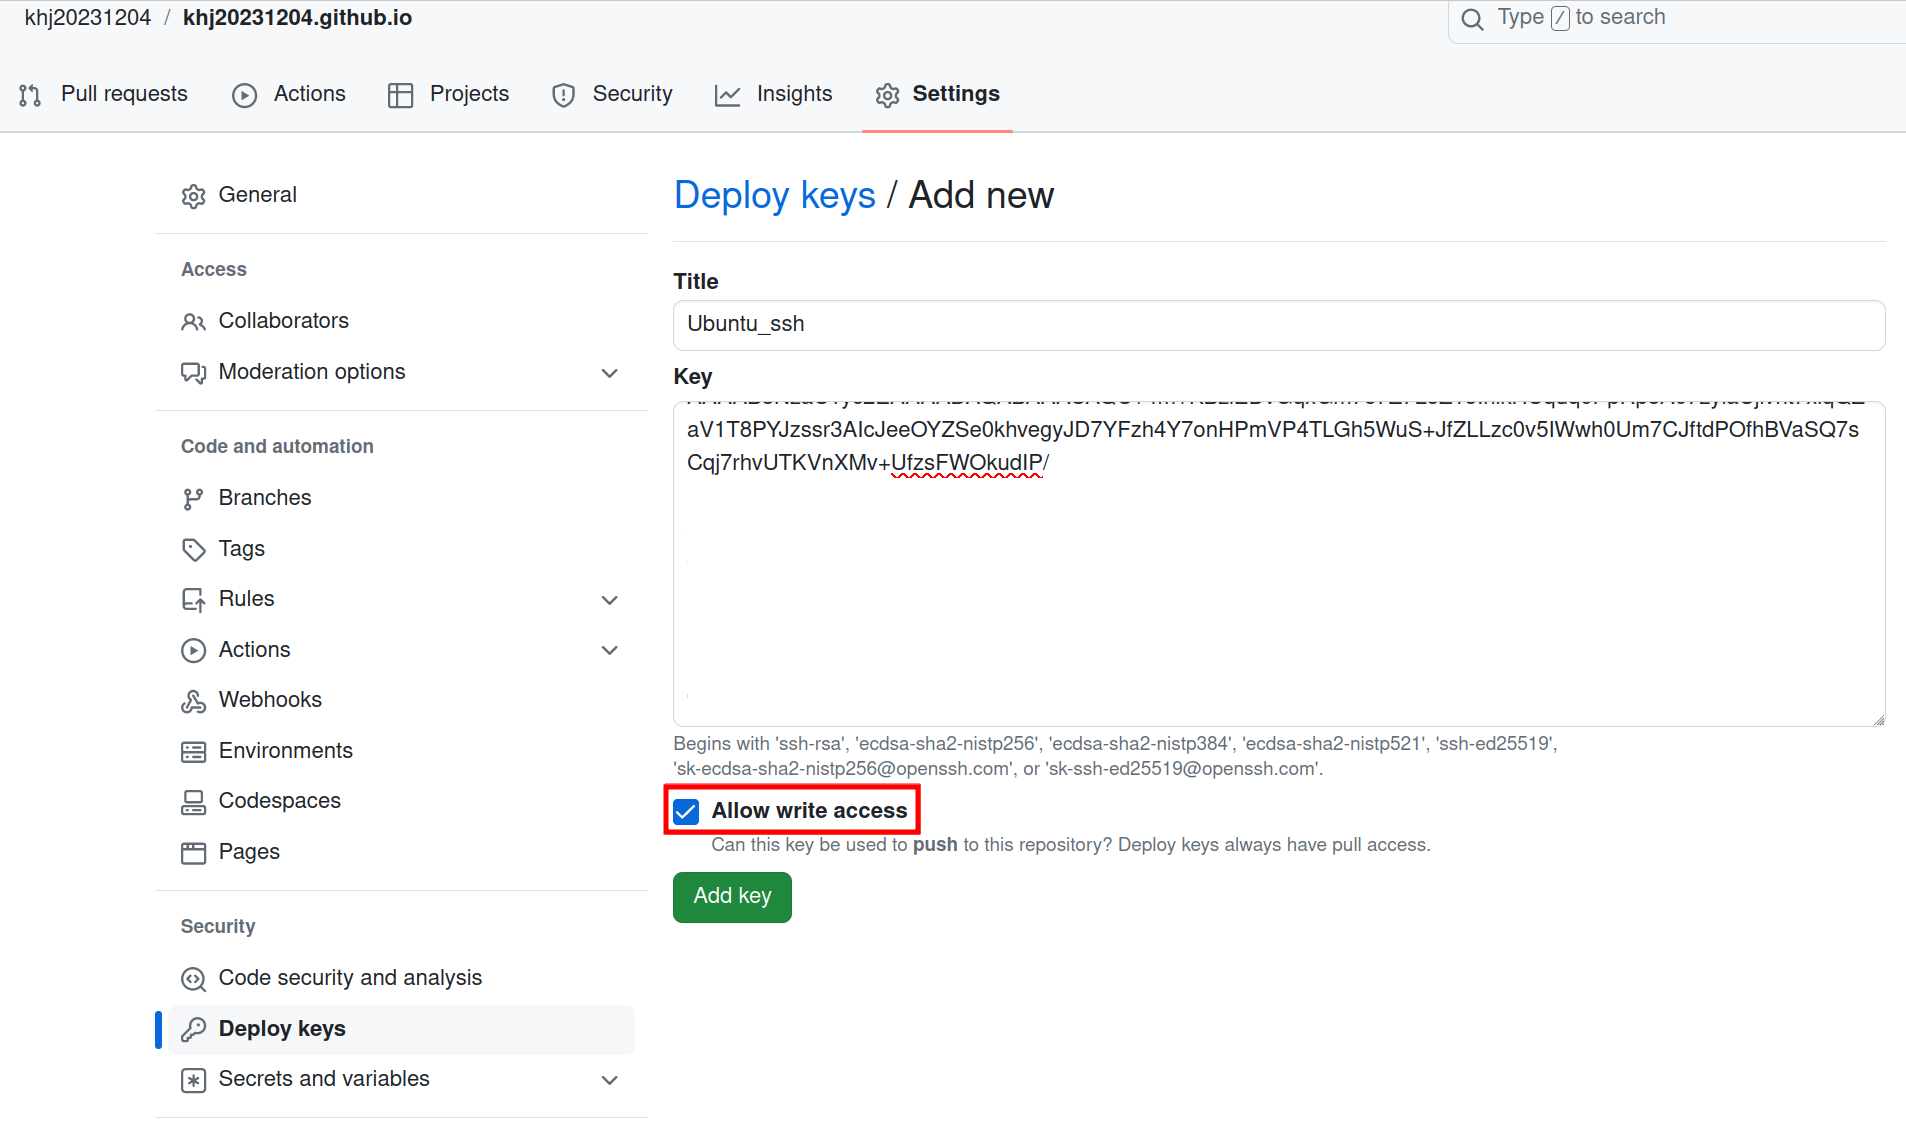 khj20231204 / khj20231204.github.io
Type / to search
Pull requests
Actions
Projects
Security
Insights
Settings
General
Access
Collaborators
Moderation options
Code and automation
Branches
Tags
Rules
Actions
Webhooks
Environments
Codespaces
Pages
Security
Code security and analysis
Deploy keys
Secrets and variables
Deploy keys / Add new
Title
Ubuntu_ssh
Key
aV1T8PYJzssr3AIcJeeOYZSe0khvegyJD7YFzh4Y7onHPmVP4TLGh5WuS+JfZLLzc0v5IWwh0Um7CJftdPOfhBVaSQ7s
Cqj7rhvUTKVnXMv+UfzsFWOkudIP/
Begins with 'ssh-rsa', 'ecdsa-sha2-nistp256', 'ecdsa-sha2-nistp384', 'ecdsa-sha2-nistp521', 'ssh-ed25519',
'sk-ecdsa-sha2-nistp256@openssh.com', or 'sk-ssh-ed25519@openssh.com'.
Allow write access
Can this key be used to push to this repository? Deploy keys always have pull access.
Add key